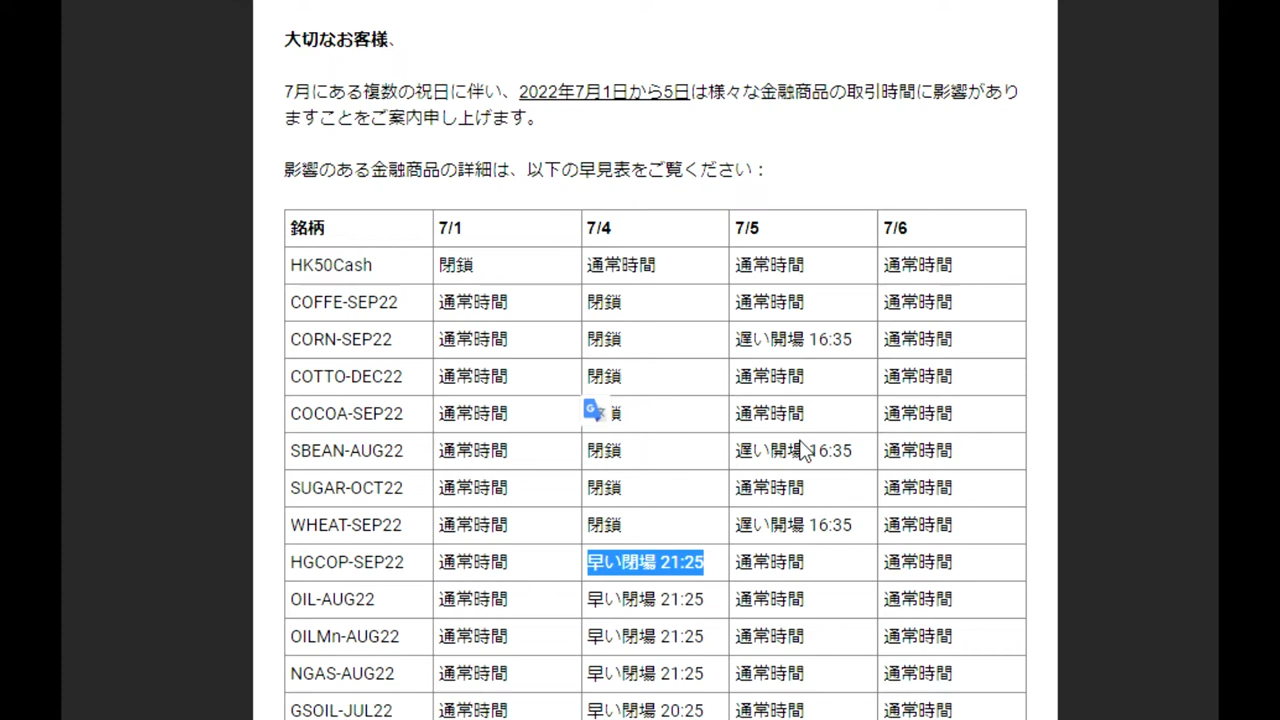 大切なお客様、
7月にある複数の祝日に伴い、2022年7月1日から5日は様々な金融商品の取引時間に影響があり
ますことをご案内申し上げます。
影響のある金融商品の詳細は、以下の早見表をご覧ください：
銘柄 7/1 7/4 7/5 7/6
HK50Cash 閉鎖 通常時間 通常時間 通常時間
COFFE-SEP22 通常時間 閉鎖 通常時間 通常時間
CORN-SEP22 通常時間 閉鎖 遅い開場 16:35 通常時間
COTTO-DEC22 通常時間 閉鎖 通常時間 通常時間
COCOA-SEP22 通常時間 鎖 通常時間 通常時間
SBEAN-AUG22 通常時間 閉鎖 遅い開場 16:35 通常時間
SUGAR-OCT22 通常時間 閉鎖 通常時間 通常時間
WHEAT-SEP22 通常時間 閉鎖 遅い開場 16:35 通常時間
HGCOP-SEP22 通常時間 早い閉場 21:25 通常時間 通常時間
OIL-AUG22 通常時間 早い閉場 21:25 通常時間 通常時間
OILMn-AUG22 通常時間 早い閉場 21:25 通常時間 通常時間
NGAS-AUG22 通常時間 早い閉場 21:25 通常時間 通常時間
GSOIL-JUL22 通常時間 早い閉場 20:25 通常時間 通常時間